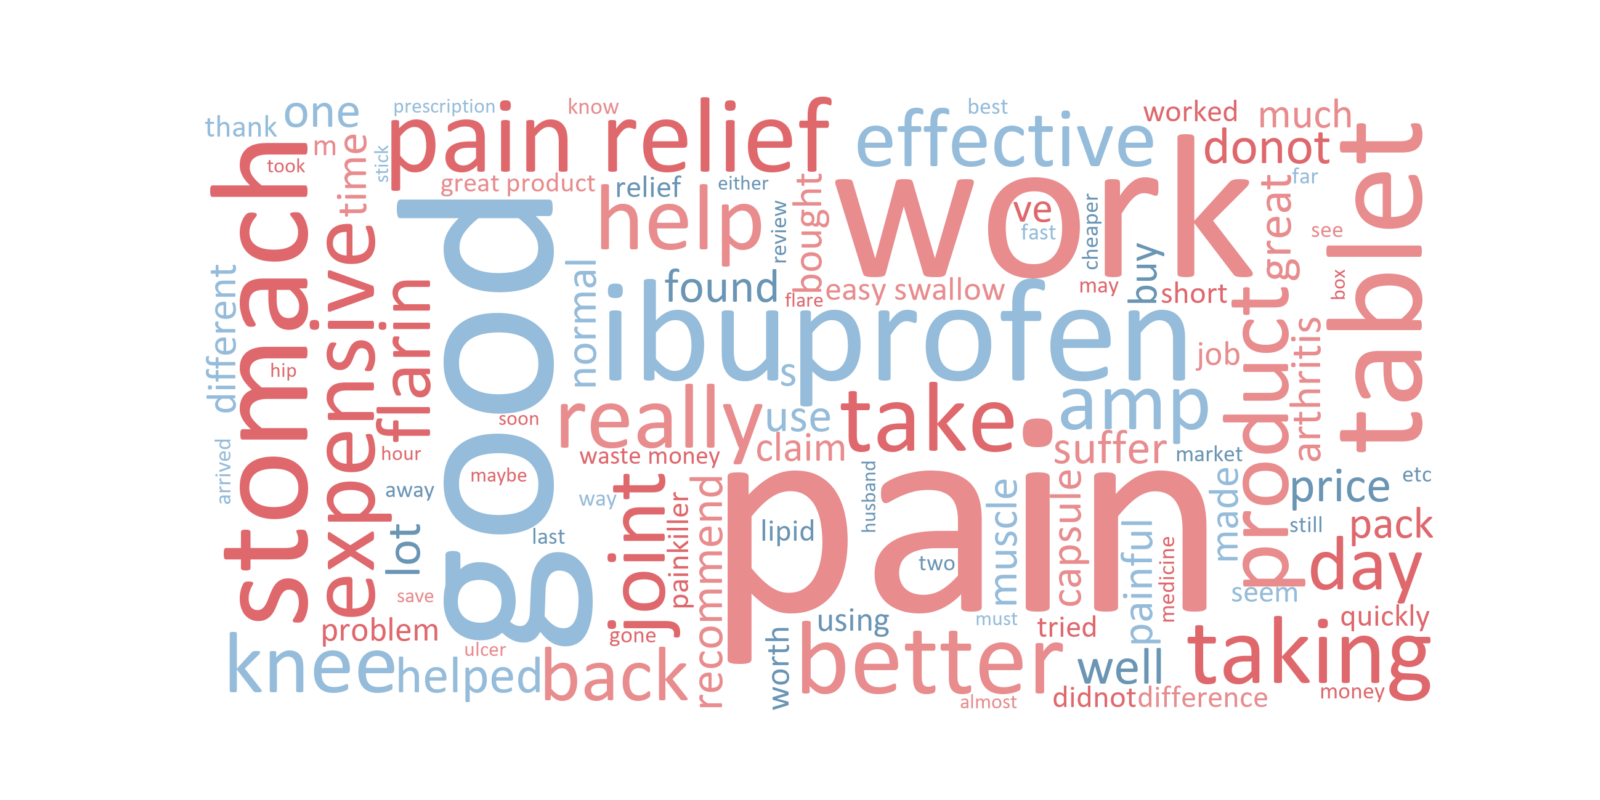 prescription
know
best
worked
much
thank
one
pain relief
effective
donot
m
took
time
stick
great product
relief
either
help
review
bought
work
ve
fast
cheaper
far
great
see
tablet
stomach
expensive
good
different
normal
found
flare
easy swallow
may
buy
short
box
flarin
ibuprofen
s
job
product
arthritis
hip
soon
really
use
take
amp
claim
suffer
waste money
market
hour
maybe
away
way
arrived
lot
last
joint
painkiller
recommend
pain
lipid
husband
two
muscle
capsule
painful
medicine
made
price
etc
still
pack
day
seem
save
problem
gone
ulcer
using
must
tried
quickly
knee
helped
back
worth
better
well
taking
almost
didnot
difference
money